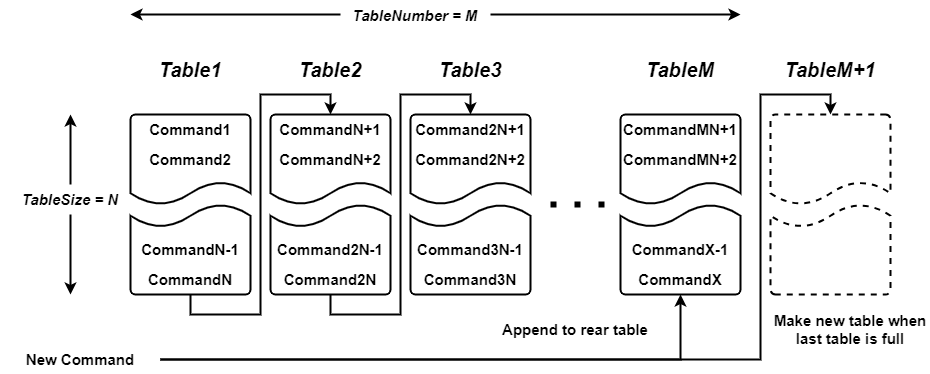 TableNumber = M
Table1
Table2
Table3
TableM
TableM+1
TableSize = N
Command1
Command2
CommandN-1
CommandN
CommandN+1
CommandN+2
Command2N-1
Command2N
Command2N+1
Command2N+2
Command3N-1
Command3N
. . .
CommandMN+1
CommandMN+2
CommandX-1
CommandX
Append to rear table
Make new table when
last table is full
New Command